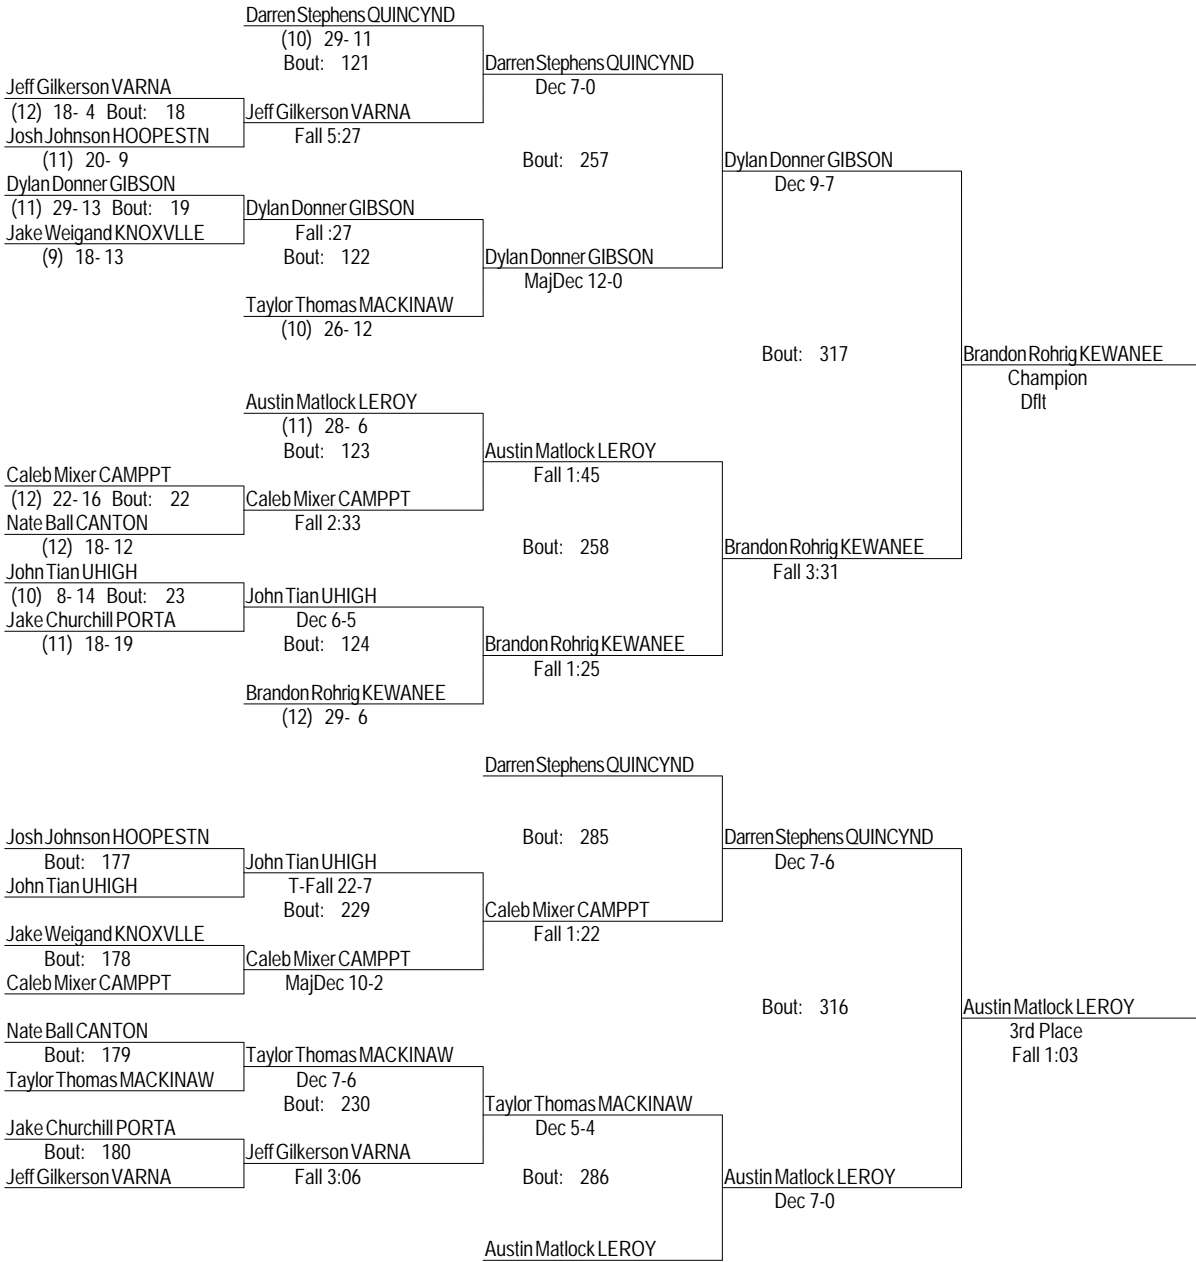 Darren Stephens QUINCYND
(10) 29- 11
Bout: 121
Darren Stephens QUINCYND
Dec 7-0
Jeff Gilkerson VARNA
(12) 18- 4 Bout: 18
Jeff Gilkerson VARNA
Fall 5:27
Josh Johnson HOOPESTN
(11) 20- 9
Bout: 257
Dylan Donner GIBSON
Dec 9-7
Dylan Donner GIBSON
(11) 29- 13 Bout: 19
Dylan Donner GIBSON
Fall :27
Jake Weigand KNOXVLLE
(9) 18- 13
Bout: 122
Dylan Donner GIBSON
MajDec 12-0
Taylor Thomas MACKINAW
(10) 26- 12
Bout: 317
Brandon Rohrig KEWANEE
Champion
Dflt
Austin Matlock LEROY
(11) 28- 6
Bout: 123
Austin Matlock LEROY
Fall 1:45
Caleb Mixer CAMPPT
(12) 22- 16 Bout: 22
Caleb Mixer CAMPPT
Fall 2:33
Nate Ball CANTON
(12) 18- 12
Bout: 258
Brandon Rohrig KEWANEE
Fall 3:31
John Tian UHIGH
(10) 8- 14 Bout: 23
John Tian UHIGH
Dec 6-5
Jake Churchill PORTA
(11) 18- 19
Bout: 124
Brandon Rohrig KEWANEE
Fall 1:25
Brandon Rohrig KEWANEE
(12) 29- 6
Darren Stephens QUINCYND
Bout: 285
Darren Stephens QUINCYND
Dec 7-6
Josh Johnson HOOPESTN
Bout: 177
John Tian UHIGH
John Tian UHIGH
T-Fall 22-7
Bout: 229
Caleb Mixer CAMPPT
Fall 1:22
Jake Weigand KNOXVLLE
Bout: 178
Caleb Mixer CAMPPT
Caleb Mixer CAMPPT
MajDec 10-2
Bout: 316
Austin Matlock LEROY
3rd Place
Fall 1:03
Nate Ball CANTON
Bout: 179
Taylor Thomas MACKINAW
Taylor Thomas MACKINAW
Dec 7-6
Bout: 230
Taylor Thomas MACKINAW
Dec 5-4
Jake Churchill PORTA
Bout: 180
Jeff Gilkerson VARNA
Jeff Gilkerson VARNA
Fall 3:06
Bout: 286
Austin Matlock LEROY
Dec 7-0
Austin Matlock LEROY